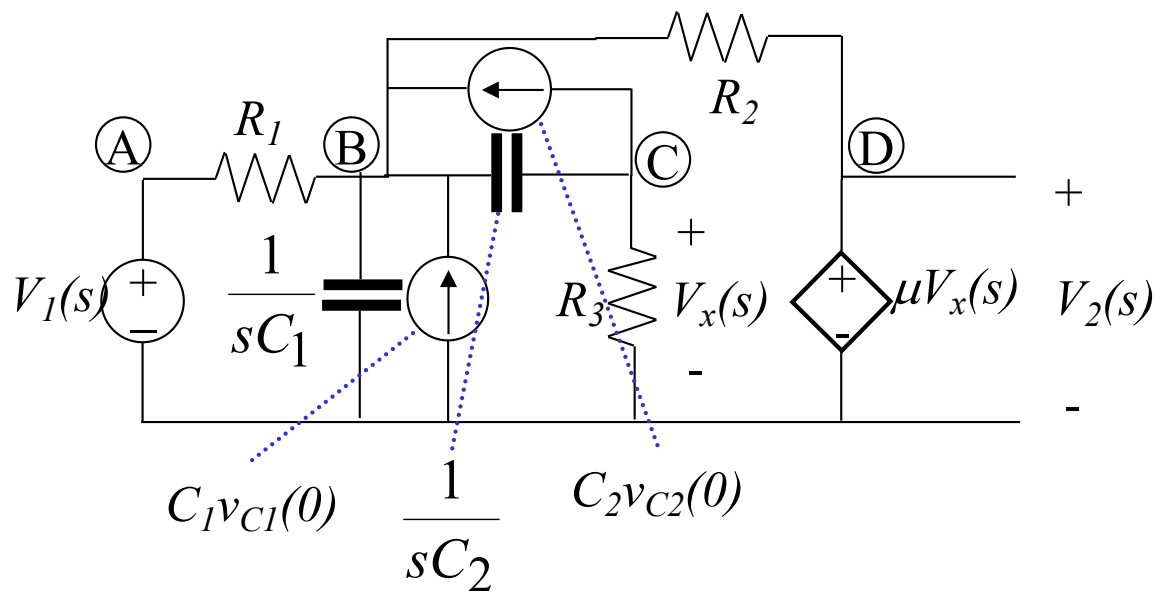 R2
A
R1
B
C
D
+
+
V1(s)
+
−
1
sC1
R3
Vx(s)
-
+
-
μVx(s)
V2(s)
-
C1vC1(0)
1
sC2
C2vC2(0)